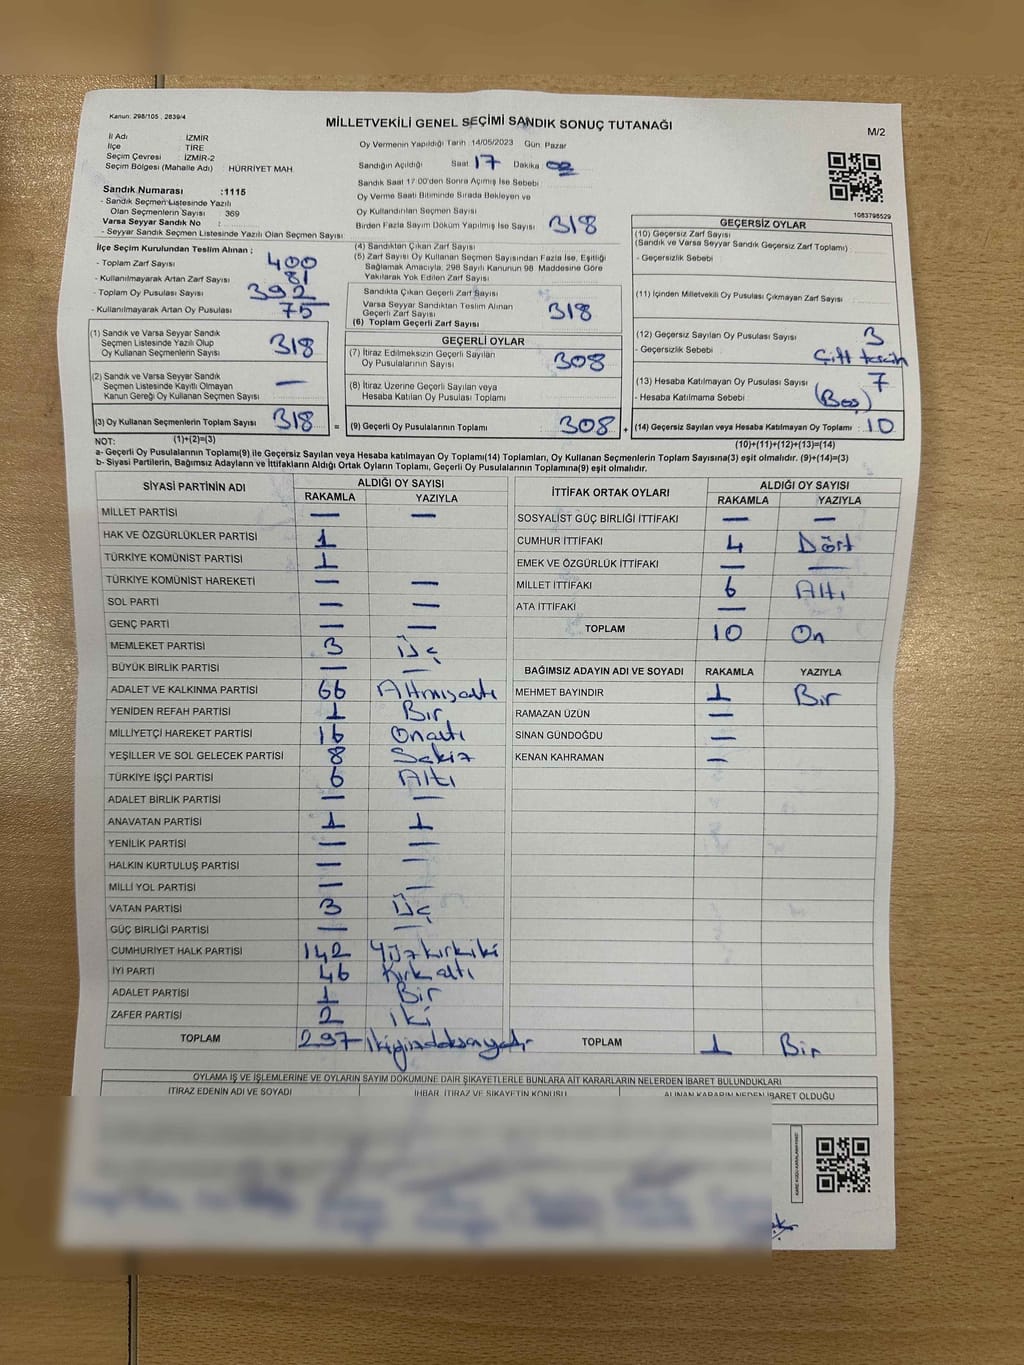 Kanun: 298/105 , 2839/4
MİLLETVEKİLİ GENEL SEÇİMİ SANDIK SONUÇ TUTANAĞI
M/2
İl Adı : İZMİR
İlçe TİRE
Seçim Çevresi : İZMİR-2
Seçim Bölgesi (Mahalle Adı) : HÜRRİYET MAH
Sandık Numarası :1115
- Sandık Seçmen Listesinde Yazılı
Olan Seçmenlerin Sayısı : 369
Varsa Seyyar Sandık No :
- Seyyar Sandık Seçmen Listesinde Yazılı Olan Seçmen Sayısı:
Oy Vermenin Yapıldığı Tarih 14/05/2023 Gün: Pazar
Sandığın Açıldığı Saat 17 Dakika 02
Sandık Saat 17:00'den Sonra Açımış İse Sebebi
Oy Verme Saati Bitiminde Sırada Bekleyen ve
Oy Kullandırılan Seçmen Sayısı
Birden Fazla Sayım Döküm Yapılmış İse Sayısı 318
1083798529
İlçe Seçim Kurulundan Teslim Alınan ;
- Toplam Zarf Sayısı 400
- Kullanılmayarak Artan Zarf Sayısı 81
- Toplam Oy Pusulası Sayısı 392
- Kullanılmayarak Artan Oy Pusulası 75
(4) Sandıktan Çıkan Zarf Sayısı
(5) Zarf Sayısı Oy Kullanan Seçmen Sayısından Fazla İse, Eşitliği
Sağlamak Amacıyla; 298 Sayılı Kanunun 98 Maddesine Göre
Yakılarak Yok Edilen Zarf Sayısı
Sandıkta Çıkan Geçerli Zarf Sayısı
Varsa Seyyar Sandıktan Teslim Alınan
Geçerli Zarf Sayısı 318
(6) Toplam Geçerli Zarf Sayısı
GEÇERSİZ OYLAR
(10) Geçersiz Zarf Sayısı
(Sandık ve Varsa Seyyar Sandık Geçersiz Zarf Toplamı)
- Geçersizlik Sebebi
(11) İçinden Milletvekili Oy Pusulası Çıkmayan Zarf Sayısı
(12) Geçersiz Sayılan Oy Pusulası Sayısı 3
- Geçersizlik Sebebi Çift tercih
(13) Hesaba Katılmayan Oy Pusulası Sayısı 7
- Hesaba Katılmama Sebebi (Boş)
(14) Geçersiz Sayılan veya Hesaba Katılmayan Oy Toplamı : 10
(10)+(11)+(12)+(13)=(14)
(1) Sandık ve Varsa Seyyar Sandık
Seçmen Listesinde Yazılı Olup
Oy Kullanan Seçmenlerin Sayısı 318
(2) Sandık ve Varsa Seyyar Sandık
Seçmen Listesinde Kayıtlı Olmayan
Kanun Gereği Oy Kullanan Seçmen Sayısı —
(3) Oy Kullanan Seçmenlerin Toplam Sayısı 318 =
GEÇERLİ OYLAR
(7) İtiraz Edilmeksizin Geçerli Sayılan
Oy Pusulalarının Sayısı 308
(8) İtiraz Üzerine Geçerli Sayılan veya
Hesaba Katılan Oy Pusulası Toplamı
(9) Geçerli Oy Pusulalarının Toplamı 308 +
NOT: (1)+(2)=(3)
a- Geçerli Oy Pusulalarının Toplamı(9) ile Geçersiz Sayılan veya Hesaba katılmayan Oy Toplamı(14) Toplamları, Oy Kullanan Seçmenlerin Toplam Sayısına(3) eşit olmalıdır. (9)+(14)=(3)
b- Siyasi Partilerin, Bağımsız Adayların ve İttifakların Aldığı Ortak Oyların Toplamı, Geçerli Oy Pusulalarının Toplamına(9) eşit olmalıdır.
SİYASİ PARTİNİN ADI ALDIĞI OY SAYISI
RAKAMLA YAZIYLA
MİLLET PARTİSİ — —
HAK VE ÖZGÜRLÜKLER PARTİSİ 1
TÜRKİYE KOMÜNİST PARTİSİ 1
TÜRKİYE KOMÜNİST HAREKETİ — —
SOL PARTİ — —
GENÇ PARTİ — —
MEMLEKET PARTİSİ 3 Üç
BÜYÜK BİRLİK PARTİSİ — —
ADALET VE KALKINMA PARTİSİ 66 Altmışaltı
YENİDEN REFAH PARTİSİ 1 Bir
MİLLİYETÇİ HAREKET PARTİSİ 16 Onaltı
YEŞİLLER VE SOL GELECEK PARTİSİ 8 Sekiz
TÜRKİYE İŞÇİ PARTİSİ 6 Altı
ADALET BİRLİK PARTİSİ — —
ANAVATAN PARTİSİ 1 1
YENİLİK PARTİSİ — —
HALKIN KURTULUŞ PARTİSİ — —
MİLLİ YOL PARTİSİ — —
VATAN PARTİSİ 3 Üç
GÜÇ BİRLİĞİ PARTİSİ — —
CUMHURİYET HALK PARTİSİ 142 Yüzkırkiki
İYİ PARTİ 46 Kırkaltı
ADALET PARTİSİ 1 Bir
ZAFER PARTİSİ 2 iki
TOPLAM 297 ikiyüzdoksanyedi
İTTİFAK ORTAK OYLARI ALDIĞI OY SAYISI
RAKAMLA YAZIYLA
SOSYALİST GÜÇ BİRLİĞİ İTTİFAKI — —
CUMHUR İTTİFAKI 4 Dört
EMEK VE ÖZGÜRLÜK İTTİFAKI — —
MİLLET İTTİFAKI 6 Altı
ATA İTTİFAKI —
TOPLAM 10 On
BAĞIMSIZ ADAYIN ADI VE SOYADI RAKAMLA YAZIYLA
MEHMET BAYINDIR 1 Bir
RAMAZAN ÜZÜN —
SİNAN GÜNDOĞDU —
KENAN KAHRAMAN —
TOPLAM 1 Bir
OYLAMA İŞ VE İŞLEMLERİNE VE OYLARIN SAYIM DÖKÜMÜNE DAİR ŞİKAYETLERLE BUNLARA AİT KARARLARIN NELERDEN İBARET BULUNDUKLARI
İTİRAZ EDENİN ADI VE SOYADI İHBAR, İTİRAZ VE ŞİKAYETİN KONUSU ALINAN KARARIN NEDEN İBARET OLDUĞU